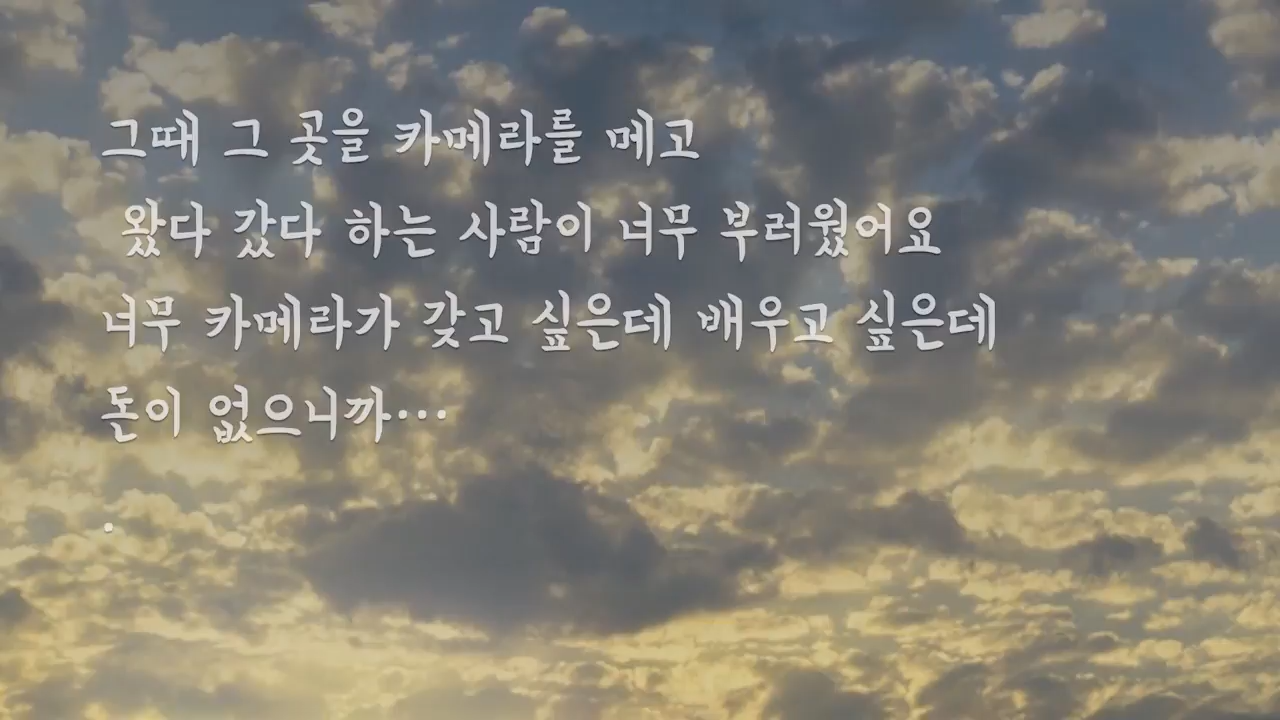 그때 그 곳을 카메라를 메고
왔다 갔다 하는 사람이 너무 부러웠어요
너무 카메라가 갖고 싶은데 배우고 싶은데
돈이 없으니까…
.